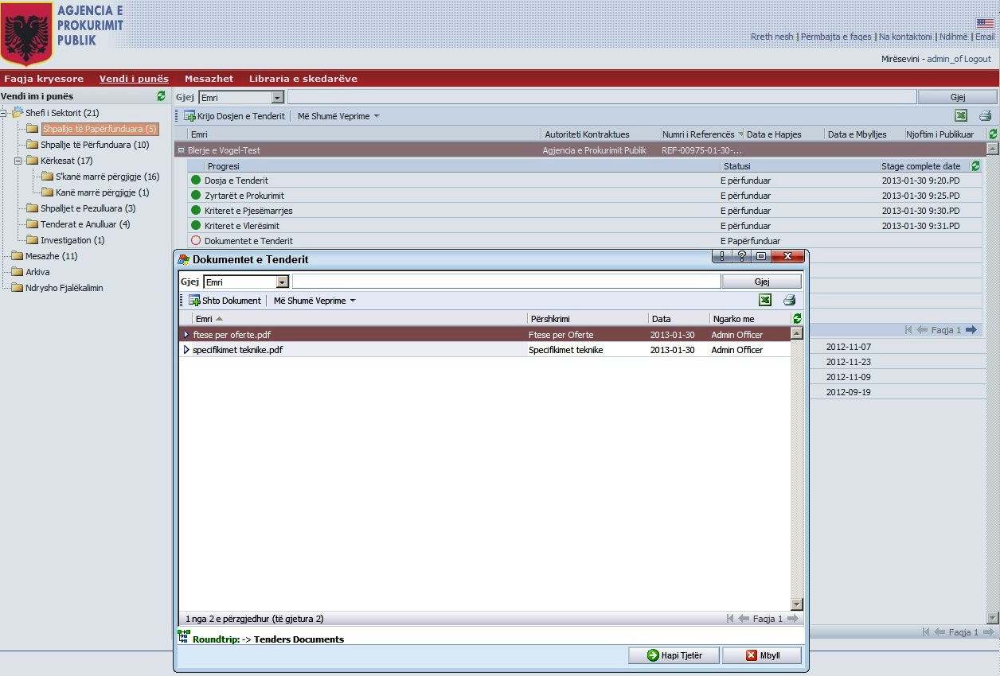 AGJENCIA E
PROKURIMIT
PUBLIK
Rreth nesh | Përmbajta e faqes | Na kontaktoni | Ndihmë | Email
Mirësevini - admin_of Logout
Faqja kryesore Vendi i punës Mesazhet Libraria e skedarëve
Vendi im i punës
Shefi i Sektorit (21)
Shpallje të Papërfunduara (5)
Shpallje të Përfunduara (10)
Kërkesat (17)
S'kanë marrë përgjigje (16)
Kanë marrë përgjigje (1)
Shpalljet e Pezulluara (3)
Tenderat e Anulluar (4)
Investigation (1)
Mesazhe (11)
Arkiva
Ndrysho Fjalëkalimin
Gjej Emri Gjej
Krijo Dosjen e Tenderit Më Shumë Veprime
Emri Autoriteti Kontraktues Numri i Referencës Data e Hapjes Data e Mbylljes Njoftim i Publikuar
Blerje e Vogel-Test Agjencia e Prokurimit Publik REF-00975-01-30-...
Progresi Statusi Stage complete date
Dosja e Tenderit E përfunduar 2013-01-30 9:20.PD
Zyrtarët e Prokurimit E përfunduar 2013-01-30 9:25.PD
Kriteret e Pjesëmarrjes E përfunduar 2013-01-30 9:30.PD
Kriteret e Vlerësimit E përfunduar 2013-01-30 9:31.PD
Dokumentet e Tenderit E Papërfunduar
Faqja 1
2012-11-07
2012-11-23
2012-11-09
2012-09-19
Faqja 1
Dokumentet e Tenderit
Gjej Emri Gjej
Shto Dokument Më Shumë Veprime
Emri Përshkrimi Data Ngarko me
ftese per oferte.pdf Ftese per Oferte 2013-01-30 Admin Officer
specifikimet teknike.pdf Specifikimet teknike 2013-01-30 Admin Officer
1 nga 2 e përzgjedhur (të gjetura 2) Faqja 1
Roundtrip: -> Tenders Documents
Hapi Tjetër Mbyll